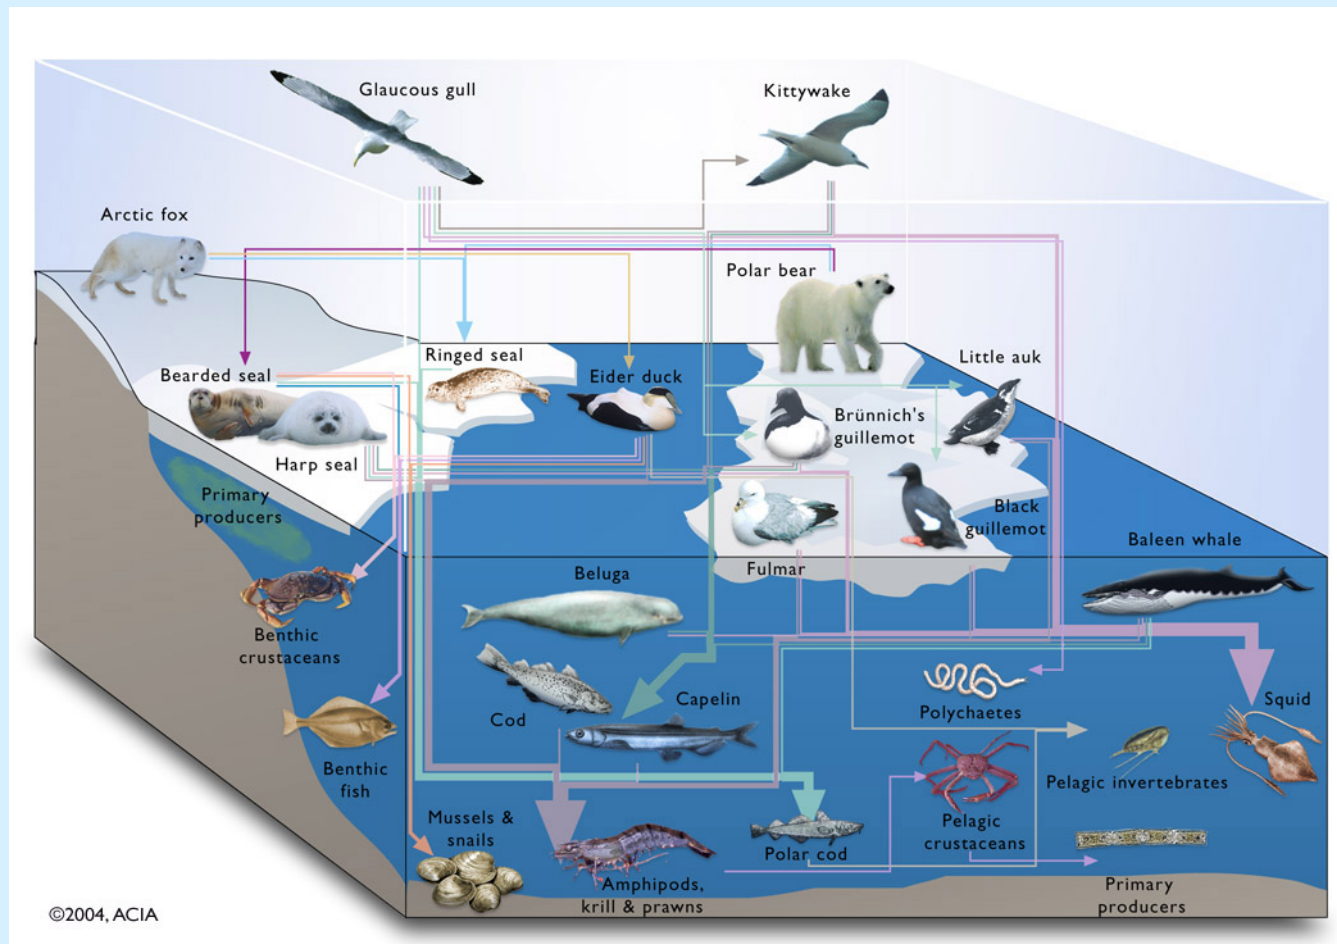 Glaucous gull
Kittywake
Arctic fox
Polar bear
Ringed seal
Little auk
Bearded seal
Eider duck
Brünnich's
guillemot
Harp seal
Primary
producers
Black
guillemot
Baleen whale
Fulmar
Beluga
Benthic
crustaceans
Capelin
Squid
Polychaetes
Cod
Benthic
fish
Pelagic invertebrates
Mussels &
snails
Pelagic
crustaceans
Polar cod
Amphipods,
krill & prawns
Primary
producers
©2004, ACIA